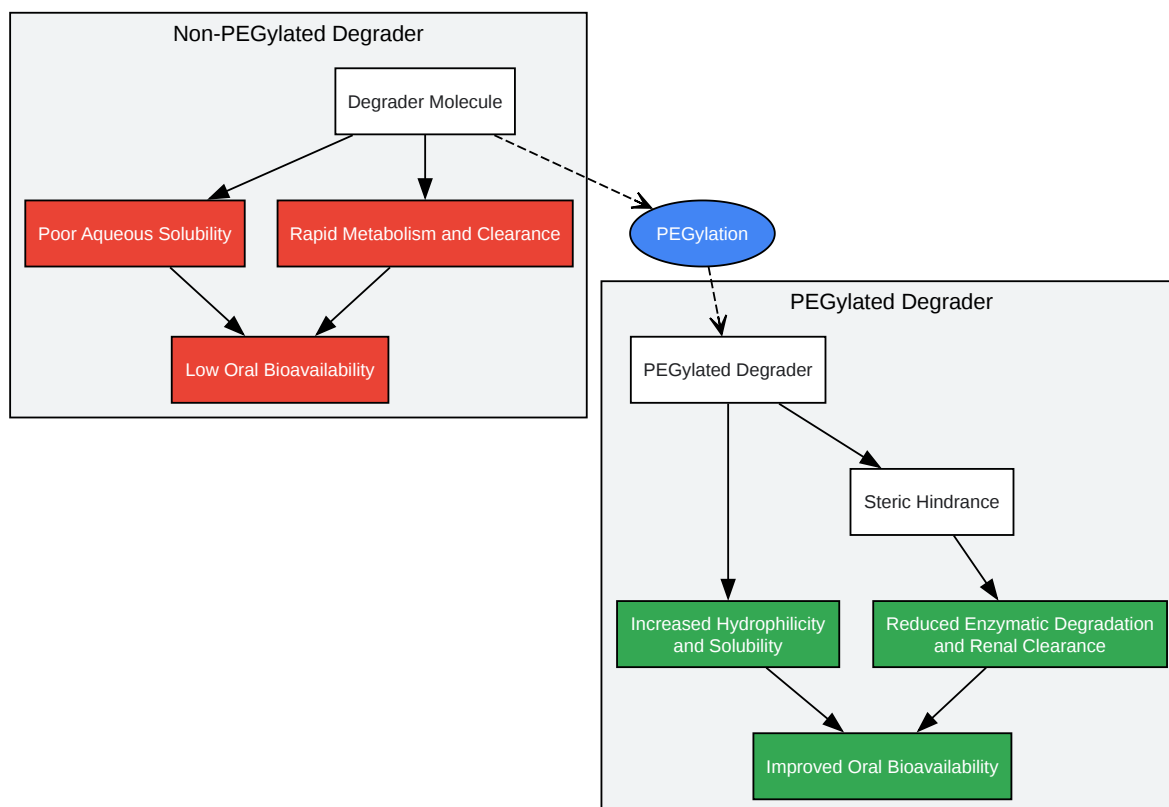 Non-PEGylated Degrader
Degrader Molecule
Poor Aqueous Solubility
Rapid Metabolism and Clearance
PEGylation
Low Oral Bioavailability
PEGylated Degrader
PEGylated Degrader
Steric Hindrance
Increased Hydrophilicity
and Solubility
Reduced Enzymatic Degradation
and Renal Clearance
Improved Oral Bioavailability